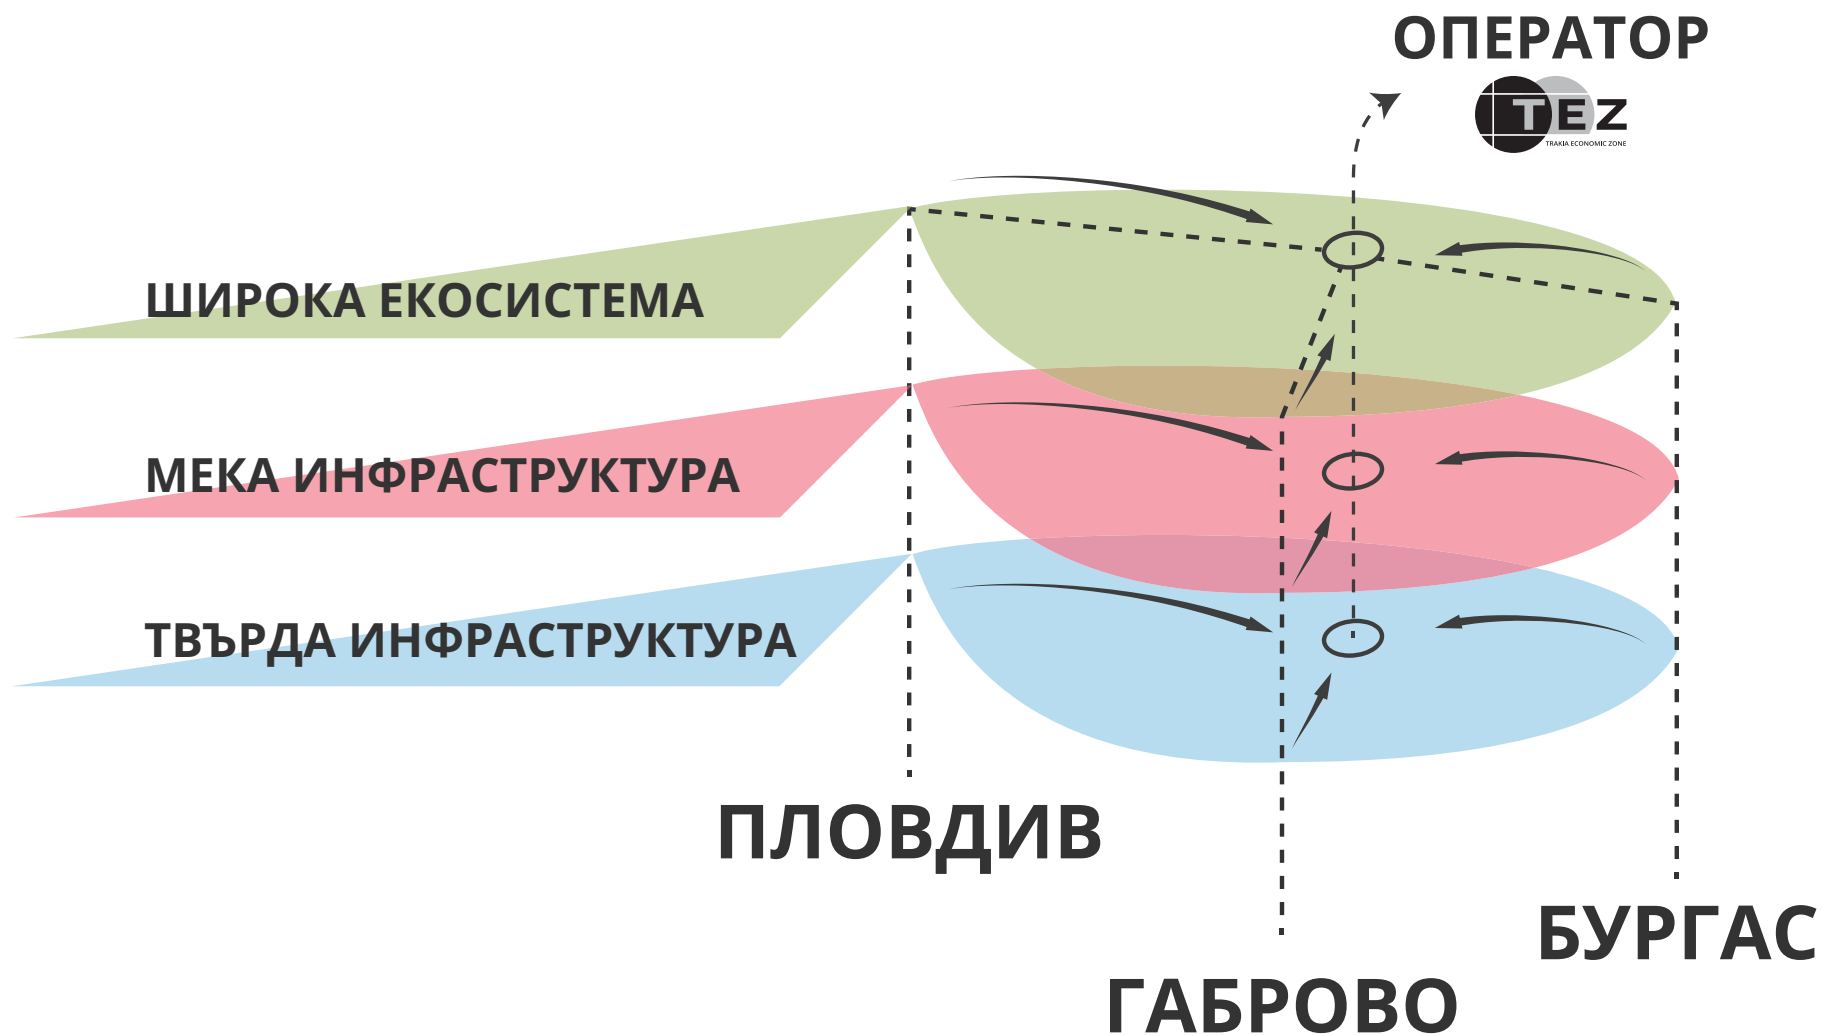 ОПЕРАТОР
TEZ
TRAKIA ECONOMIC ZONE
ШИРОКА ЕКОСИСТЕМА
МЕКА ИНФРАСТРУКТУРА
ТВЪРДА ИНФРАСТРУКТУРА
ПЛОВДИВ
БУРГАС
ГАБРОВО